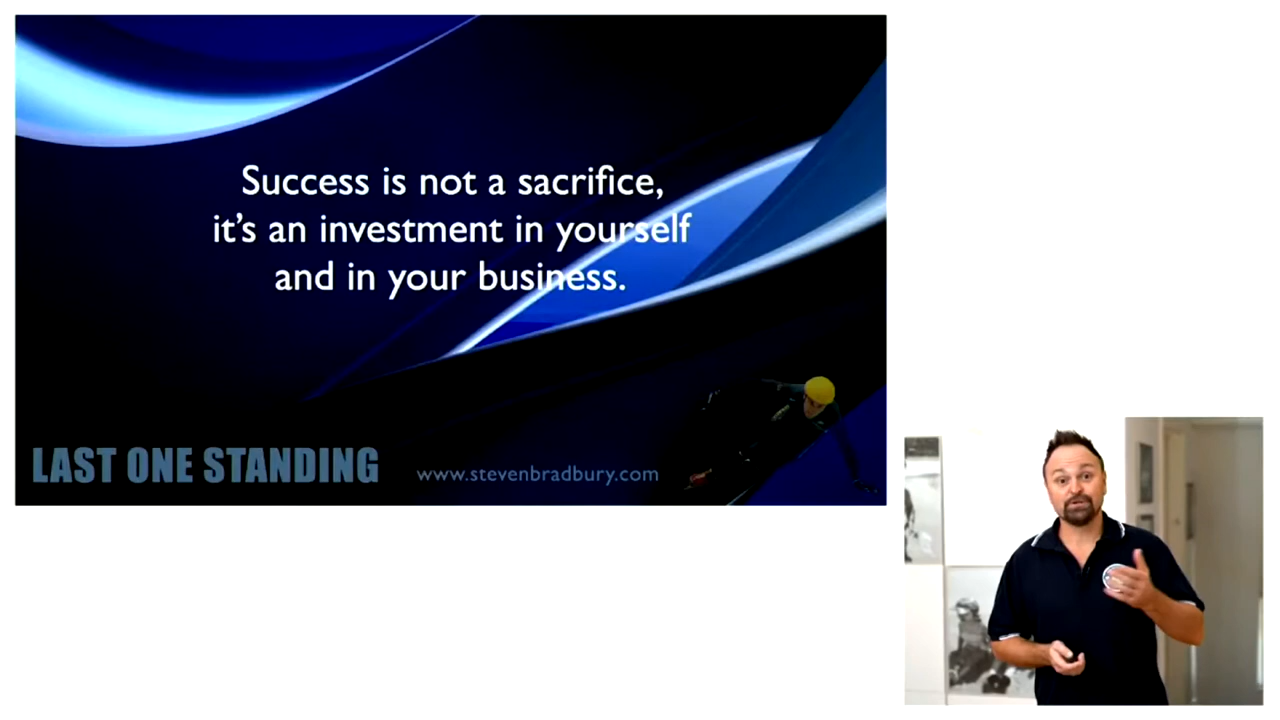 Success is not a sacrifice,
it’s an investment in yourself
and in your business.
LAST ONE STANDING
www.stevenbradbury.com